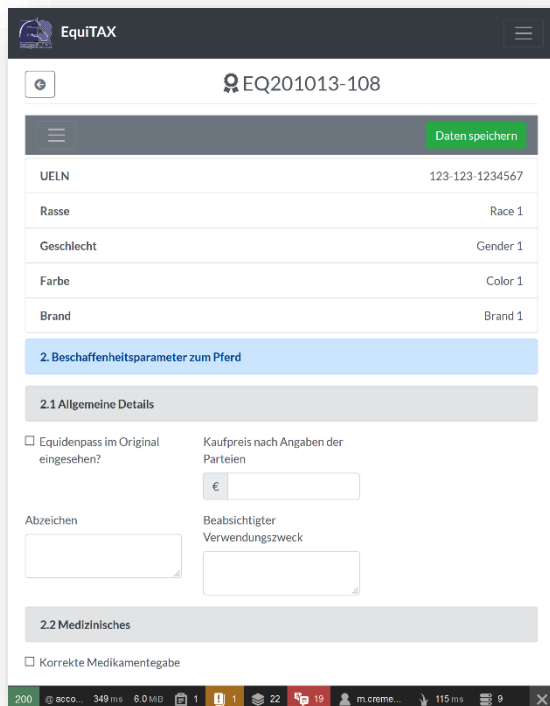 EquiTAX
EQ201013-108
Daten speichern
UELN 123-123-1234567
Rasse Race 1
Geschlecht Gender 1
Farbe Color 1
Brand Brand 1
2. Beschaffenheitsparameter zum Pferd
2.1 Allgemeine Details
Equidenpass im Original
eingesehen?
Kaufpreis nach Angaben der
Parteien
€
Abzeichen
Beabsichtigter
Verwendungszweck
2.2 Medizinisches
Korrekte Medikamentegabe
200 @ acco... 349 ms 6.0 MiB 1 1 22 19 m.creme... 115 ms 9